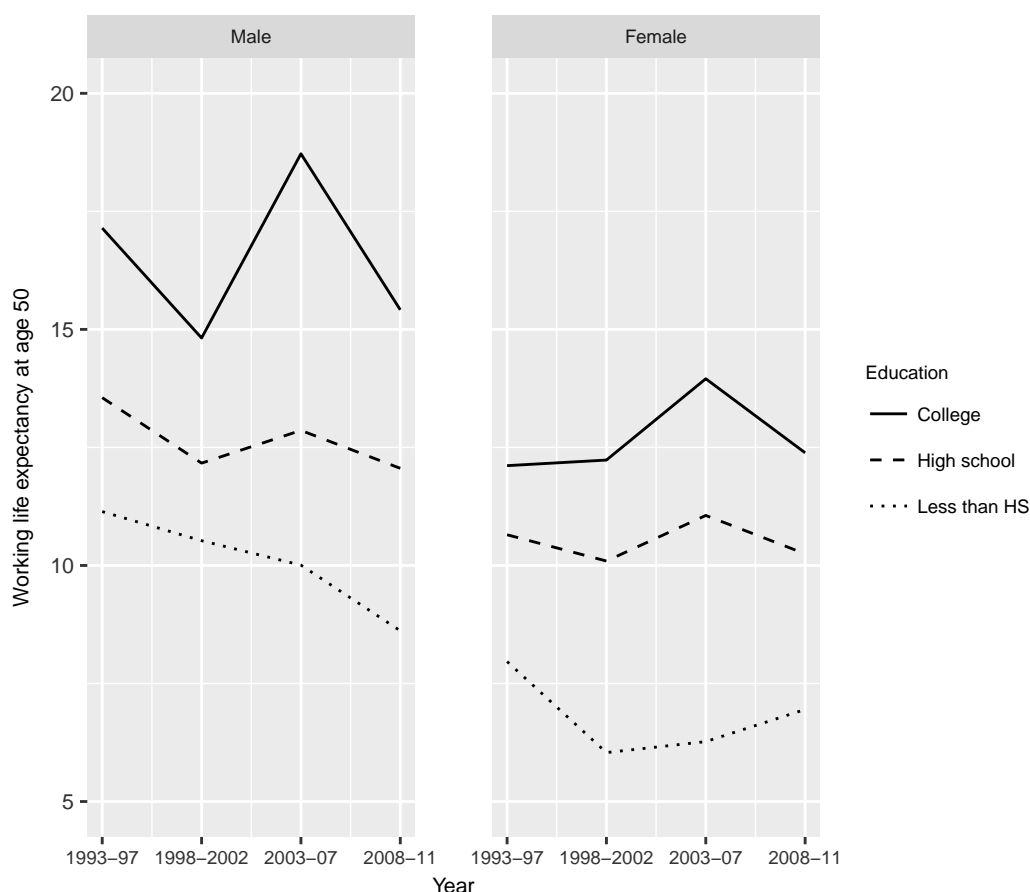 Male Female
20
15
10
5
Working life expectancy at age 50
1993–97 1998–2002 2003–07 2008–11 1993–97 1998–2002 2003–07 2008–11
Year
Education
College
High school
Less than HS